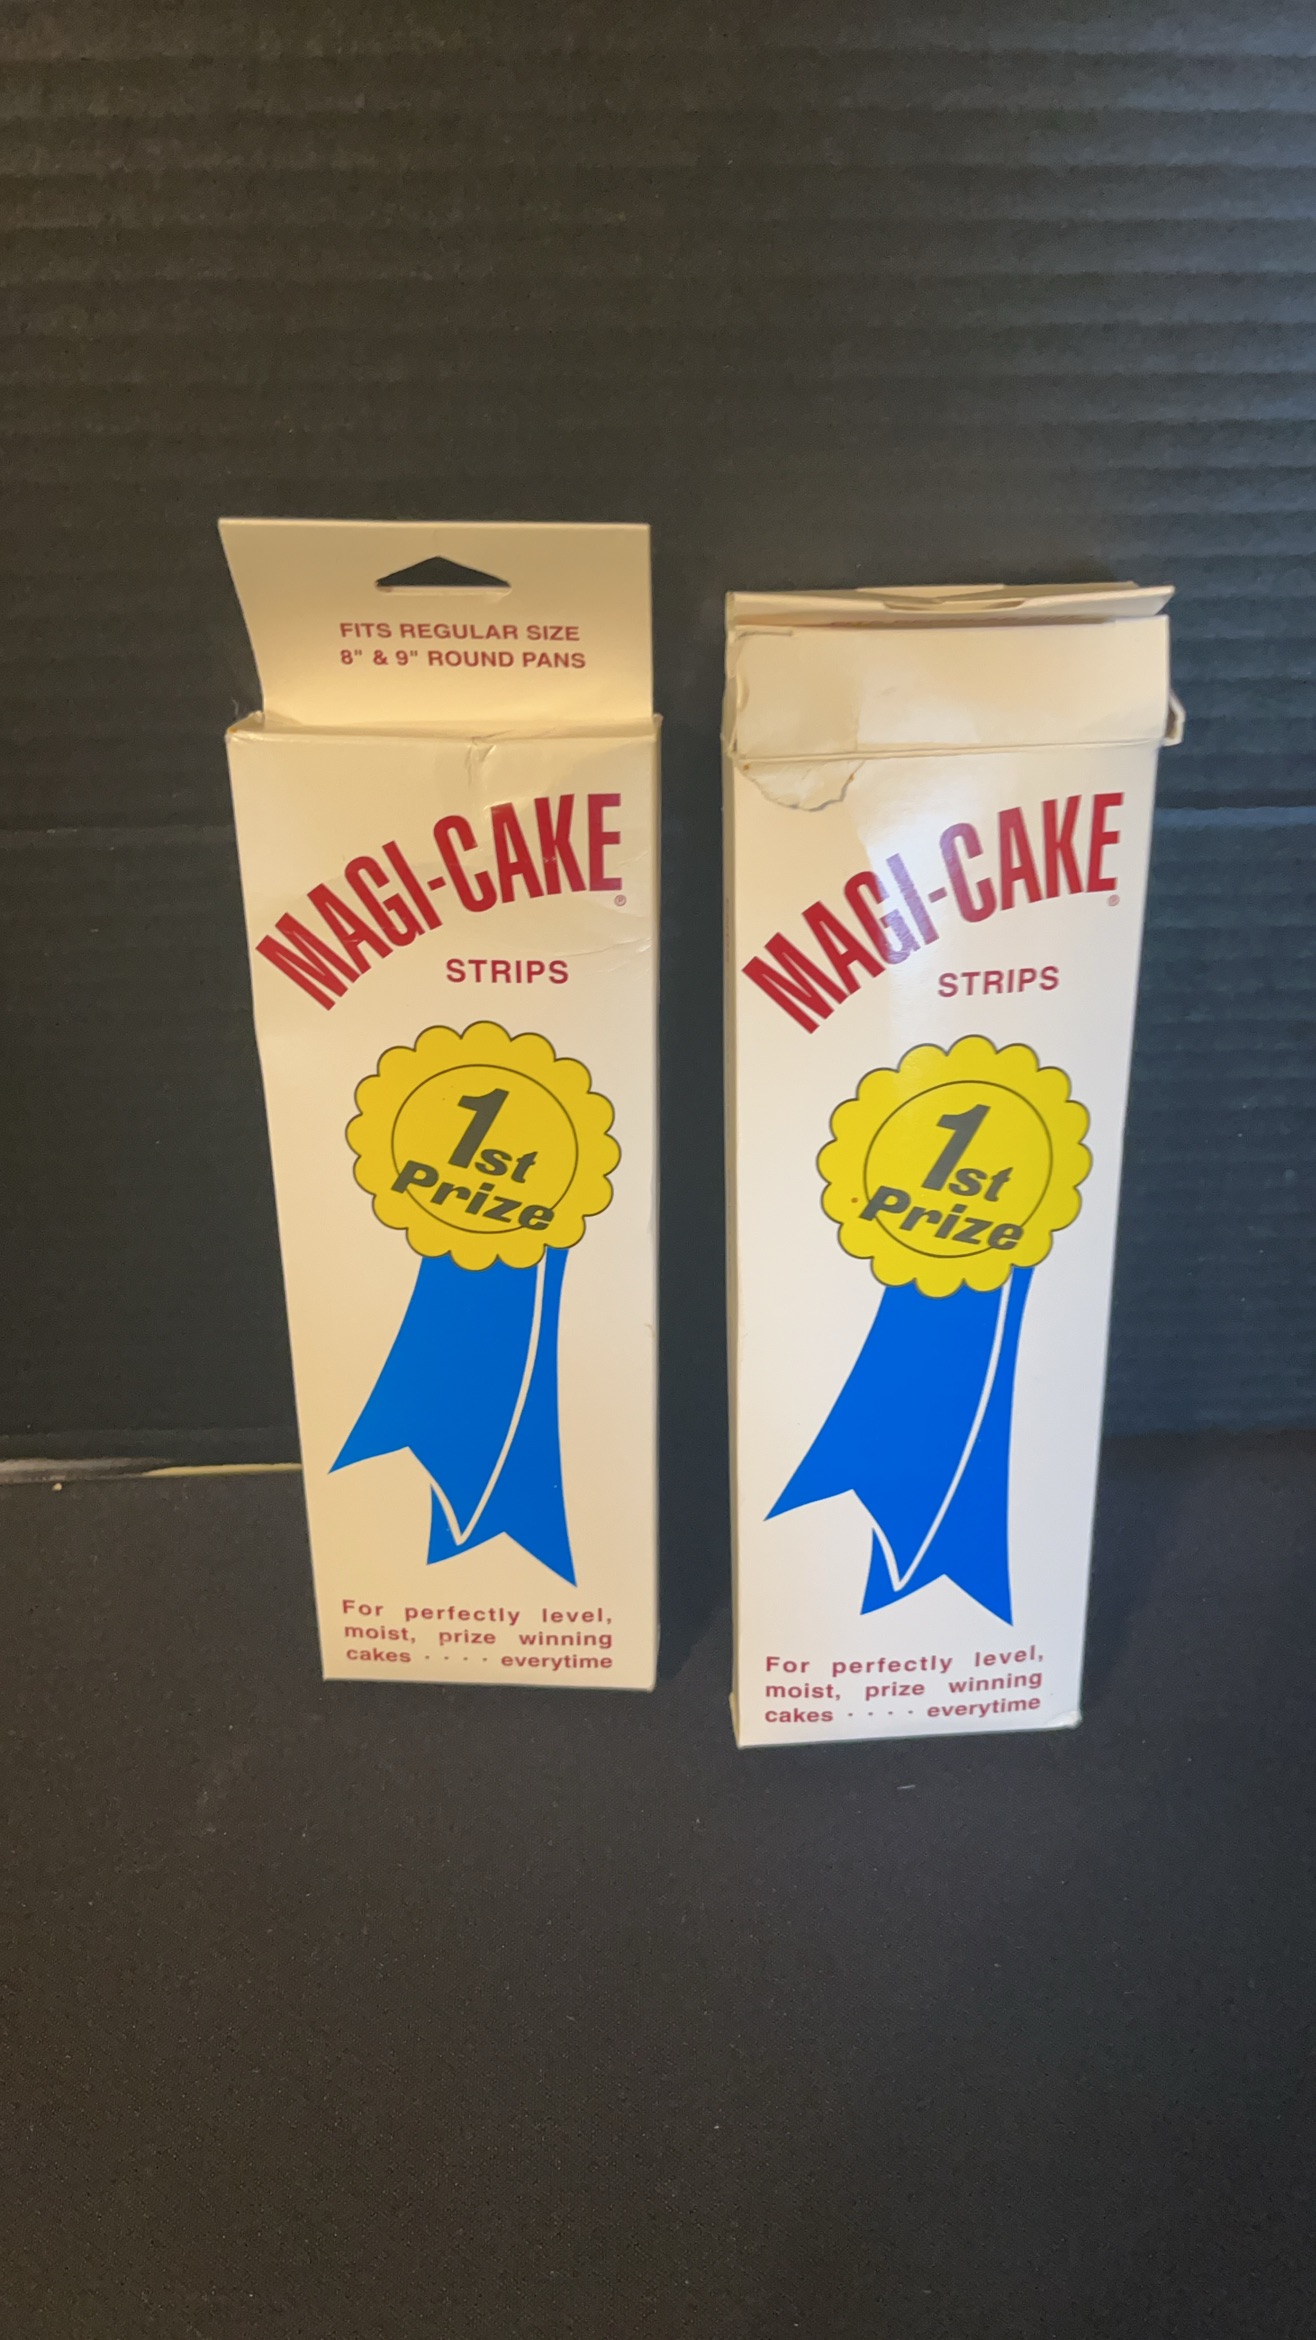 FITS REGULAR SIZE
8" & 9" ROUND PANS
MAGI-CAKE®
STRIPS
1st
Prize
For perfectly level,
moist, prize winning
cakes . . . . everytime
MAGI-CAKE®
STRIPS
1st
Prize
For perfectly level,
moist, prize winning
cakes . . . . everytime